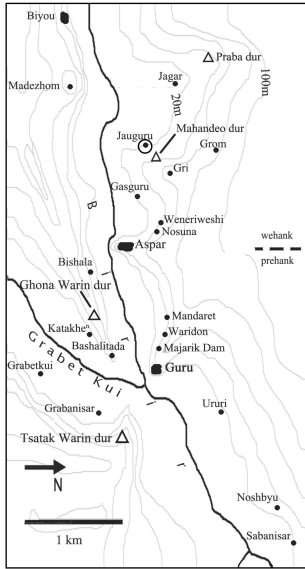 Biyou
Praba dur
Madezhom
Jagar
100m
20m
Mahandeo dur
Jauguru
Grom
Gri
Gasguru
B
Weneriweshi
Nosuna
i
Aspar
wehank
prehank
Bishala
r
Ghona Warin dur
Katakhen
Mandaret
Waridon
Bashalitada
Majarik Dam
Grabet Kui
Grabetkui
Guru
i
Grabanisar
Ururi
Tsatak Warin dur
r
N
Noshbyu
1 km
Sabanisar